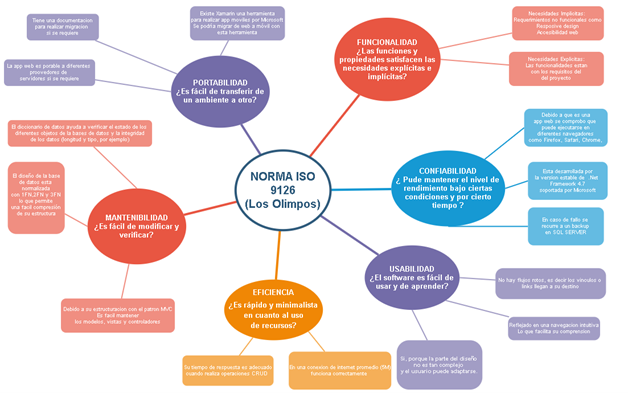 Tiene una documentacion
para realizar migracion
si se requiere
Existe Xamarin una herramienta
para realizar app moviles por Microsoft
Se podria migrar de web a móvil con
esta herramienta
La app web es portable a diferentes
proveedores de
servidores si se requiere
PORTABILIDAD
¿Es fácil de transferir de
un ambiente a otro?
FUNCIONALIDAD
¿Las funciones y
propiedades satisfacen las
necesidades explícitas e
implícitas?
Necesidades Implicitas:
Requerimientos no funcionales como
Resposive design
Accesibilidad web
Necesidades Explicitas:
Las funcionalidades estan
con los requisitos del
del proyecto
El diccionario de datos ayuda a verificar el estado de los
diferentes objetos de la bases de datos y la integridad
de los datos (longitud y tipo, por ejemplo)
El diseño de la base
de datos esta
normalizada
con 1FN,2FN y 3FN
lo que permite
una facil compresión
de su estructura
MANTENIBILIDAD
¿Es fácil de modificar y
verificar?
Debido a su estructuracion con el patron MVC
Es facil mantener
los modelos, vistas y controladores
NORMA ISO
9126
(Los Olimpos)
CONFIABILIDAD
¿ Pude mantener el nivel de
rendimiento bajo ciertas
condiciones y por cierto
tiempo ?
Debido a que es una
app web se comprobo que
puede ejecutarse en
diferentes navegadores
como: Firefox, Safari, Chrome.
Esta desarrollada por
la version estable de .Net
Framework 4.7
soportada por Microsoft
En caso de fallo se
recurre a un backup
en SQL SERVER
EFICIENCIA
¿Es rápido y minimalista
en cuanto al uso
de recursos?
Su tiempo de respuesta es adecuado
cuando realiza operaciones CRUD
En una conexion de internet promedio (5M)
funciona correctamente
USABILIDAD
¿El software es fácil de
usar y de aprender?
No hay flujos rotos, es decir los vinculos o
links llegan a su destino
Reflejado en una navegacion intuitiva
Lo que facilita su comprension
Si, porque la parte del diseño
no es tan complejo
y el usuario puede adaptarse.